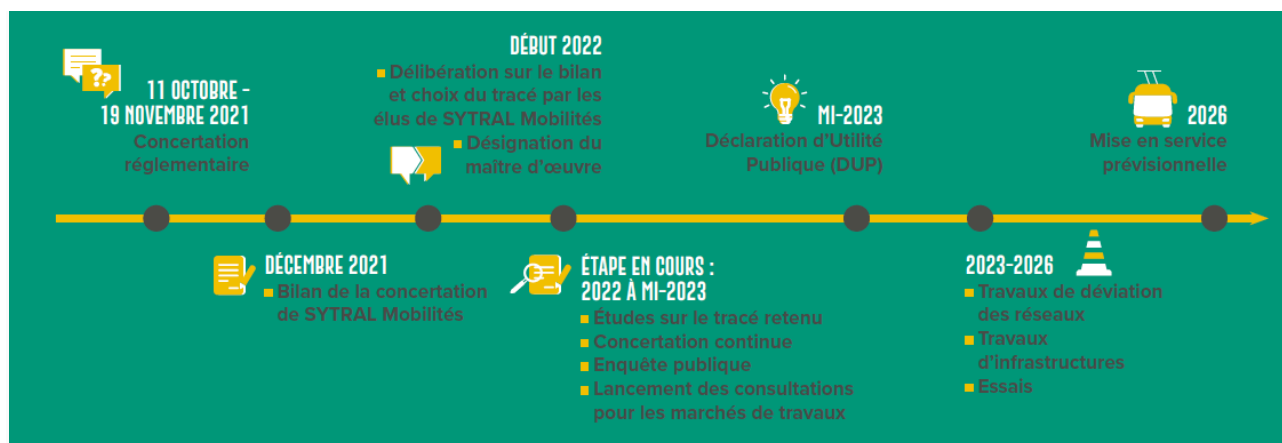 ??
11 OCTOBRE -
19 NOVEMBRE 2021
Concertation
réglementaire
DÉCEMBRE 2021
Bilan de la concertation
de SYTRAL Mobilités
DÉBUT 2022
Délibération sur le bilan
et choix du tracé par les
élus de SYTRAL Mobilités
Désignation du
maître d'œuvre
ÉTAPE EN COURS :
2022 À MI-2023
Études sur le tracé retenu
Concertation continue
Enquête publique
Lancement des consultations
pour les marchés de travaux
MI-2023
Déclaration d'Utilité
Publique (DUP)
2023-2026
Travaux de déviation
des réseaux
Travaux
d'infrastructures
Essais
2026
Mise en service
prévisionnelle